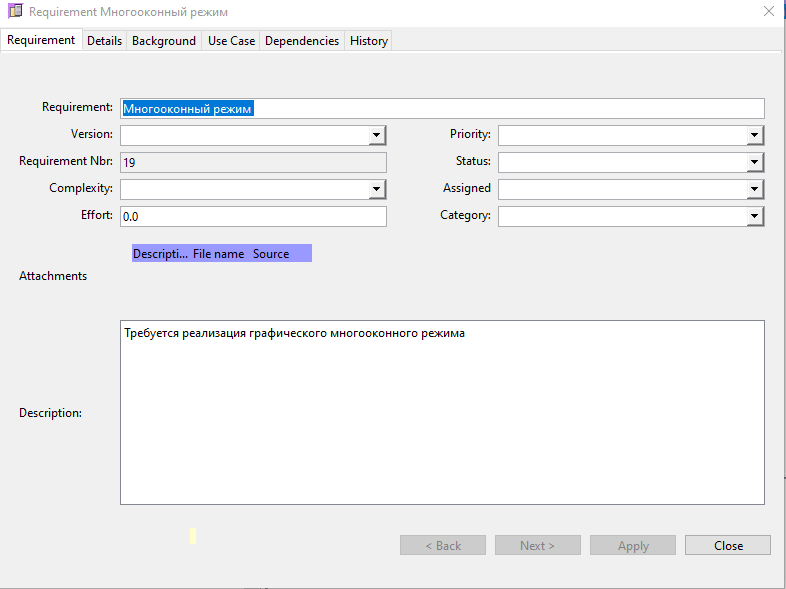 Requirement Многооконный режим
Requirement Details Background Use Case Dependencies History
Requirement: Многооконный режим
Version: Priority:
Requirement Nbr: 19 Status:
Complexity: Assigned
Effort: 0.0 Category:
Descripti... File name Source
Attachments
Требуется реализация графического многооконного режима
Description:
< Back Next > Apply Close